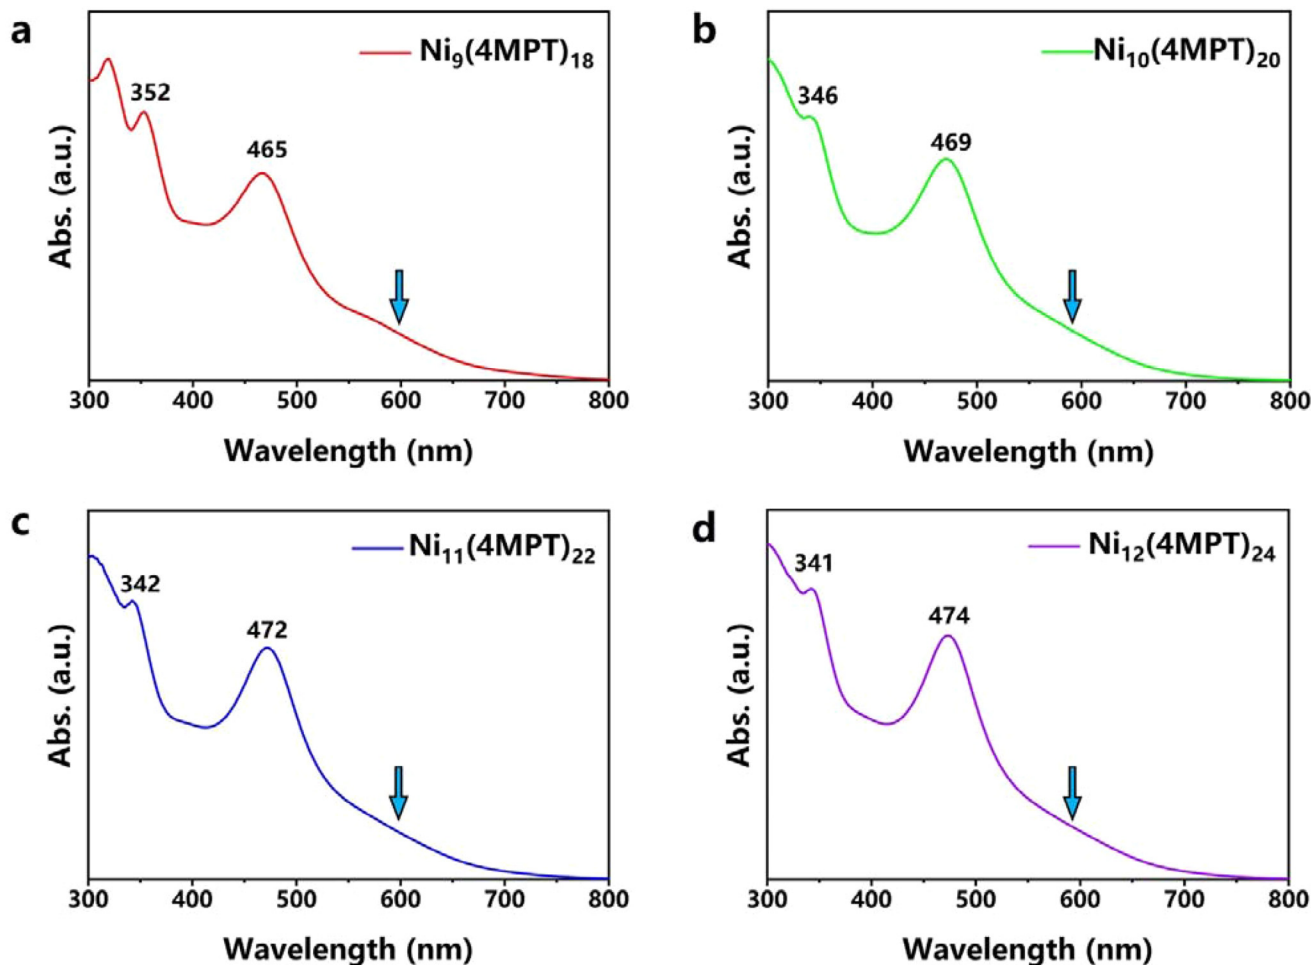 a
Ni₉(4MPT)₁₈
352
465
Abs. (a.u.)
300 400 500 600 700 800
Wavelength (nm)
b
Ni₁₀(4MPT)₂₀
346
469
Abs. (a.u.)
300 400 500 600 700 800
Wavelength (nm)
c
Ni₁₁(4MPT)₂₂
342
472
Abs. (a.u.)
300 400 500 600 700 800
Wavelength (nm)
d
Ni₁₂(4MPT)₂₄
341
474
Abs. (a.u.)
300 400 500 600 700 800
Wavelength (nm)